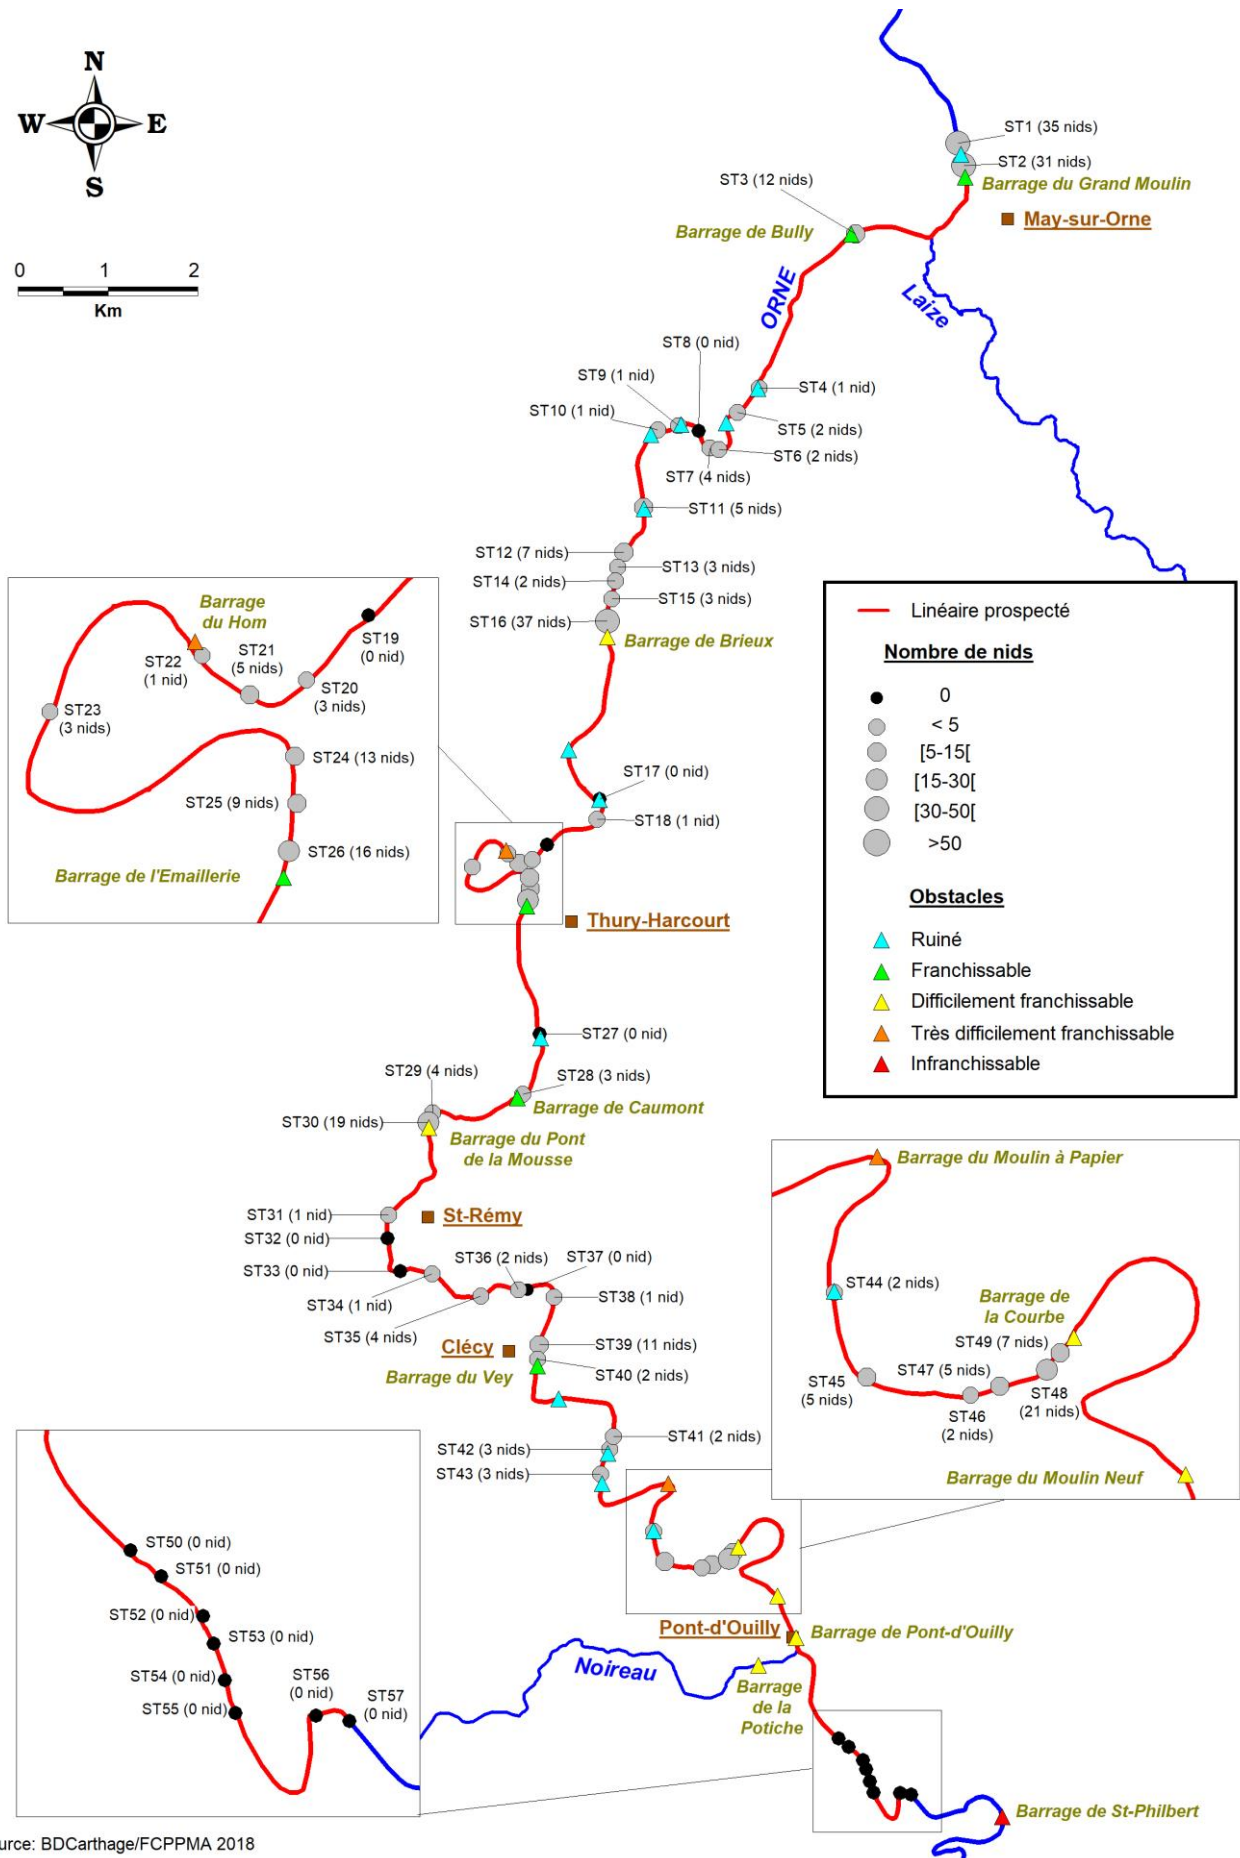 N
W E
S
0 1 2
Km
ST1 (35 nids)
ST2 (31 nids)
Barrage du Grand Moulin
May-sur-Orne
ST3 (12 nids)
Barrage de Bully
ORNE
Laize
ST8 (0 nid)
ST9 (1 nid)
ST10 (1 nid)
ST4 (1 nid)
ST5 (2 nids)
ST6 (2 nids)
ST7 (4 nids)
ST11 (5 nids)
ST12 (7 nids)
ST13 (3 nids)
ST14 (2 nids)
ST15 (3 nids)
ST16 (37 nids)
Barrage de Brieux
ST17 (0 nid)
ST18 (1 nid)
Barrage
du Hom
ST19
(0 nid)
ST20
(3 nids)
ST21
(5 nids)
ST22
(1 nid)
ST23
(3 nids)
ST24 (13 nids)
ST25 (9 nids)
ST26 (16 nids)
Barrage de l'Emaillerie
Linéaire prospecté
Nombre de nids
0
< 5
[5-15[
[15-30[
[30-50[
>50
Obstacles
Ruiné
Franchissable
Difficilement franchissable
Très difficilement franchissable
Infranchissable
Thury-Harcourt
ST27 (0 nid)
ST28 (3 nids)
ST29 (4 nids)
Barrage de Caumont
ST30 (19 nids)
Barrage du Pont
de la Mousse
ST31 (1 nid)
St-Rémy
ST32 (0 nid)
ST33 (0 nid)
ST34 (1 nid)
ST35 (4 nids)
ST36 (2 nids)
ST37 (0 nid)
ST38 (1 nid)
Clécy
ST39 (11 nids)
ST40 (2 nids)
Barrage du Vey
ST41 (2 nids)
ST42 (3 nids)
ST43 (3 nids)
Barrage du Moulin à Papier
ST44 (2 nids)
Barrage de
la Courbe
ST49 (7 nids)
ST47 (5 nids)
ST45
(5 nids)
ST46
(2 nids)
ST48
(21 nids)
Barrage du Moulin Neuf
Pont-d'Ouilly
Barrage de Pont-d'Ouilly
Noireau
Barrage
de la
Potiche
ST50 (0 nid)
ST51 (0 nid)
ST52 (0 nid)
ST53 (0 nid)
ST54 (0 nid)
ST55 (0 nid)
ST56
(0 nid)
ST57
(0 nid)
Barrage de St-Philbert
urce: BDCarthage/FCPPMA 2018